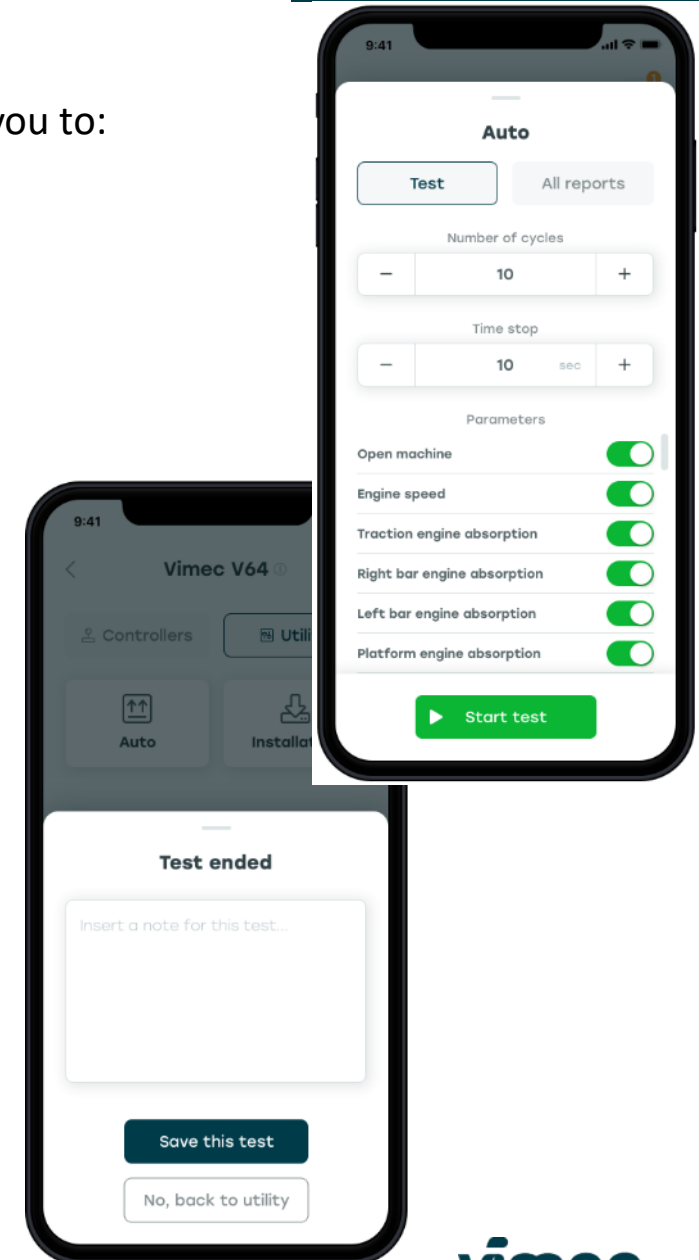 you to:
9:41
Auto
Test
All reports
Number of cycles
− 10 +
Time stop
− 10 sec +
Parameters
Open machine
Engine speed
Traction engine absorption
Right bar engine absorption
Left bar engine absorption
Platform engine absorption
Start test
9:41
Vimec V64
Controllers
Utili
Auto
Installat
Test ended
Insert a note for this test...
Save this test
No, back to utility
vimec